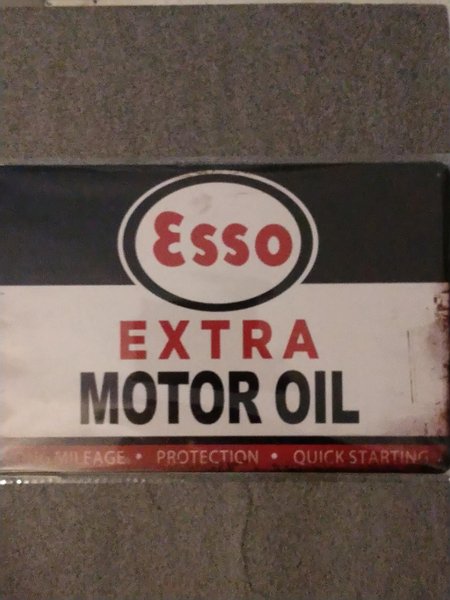 Esso
EXTRA
MOTOR OIL
MILEAGE • PROTECTION • QUICK STARTING